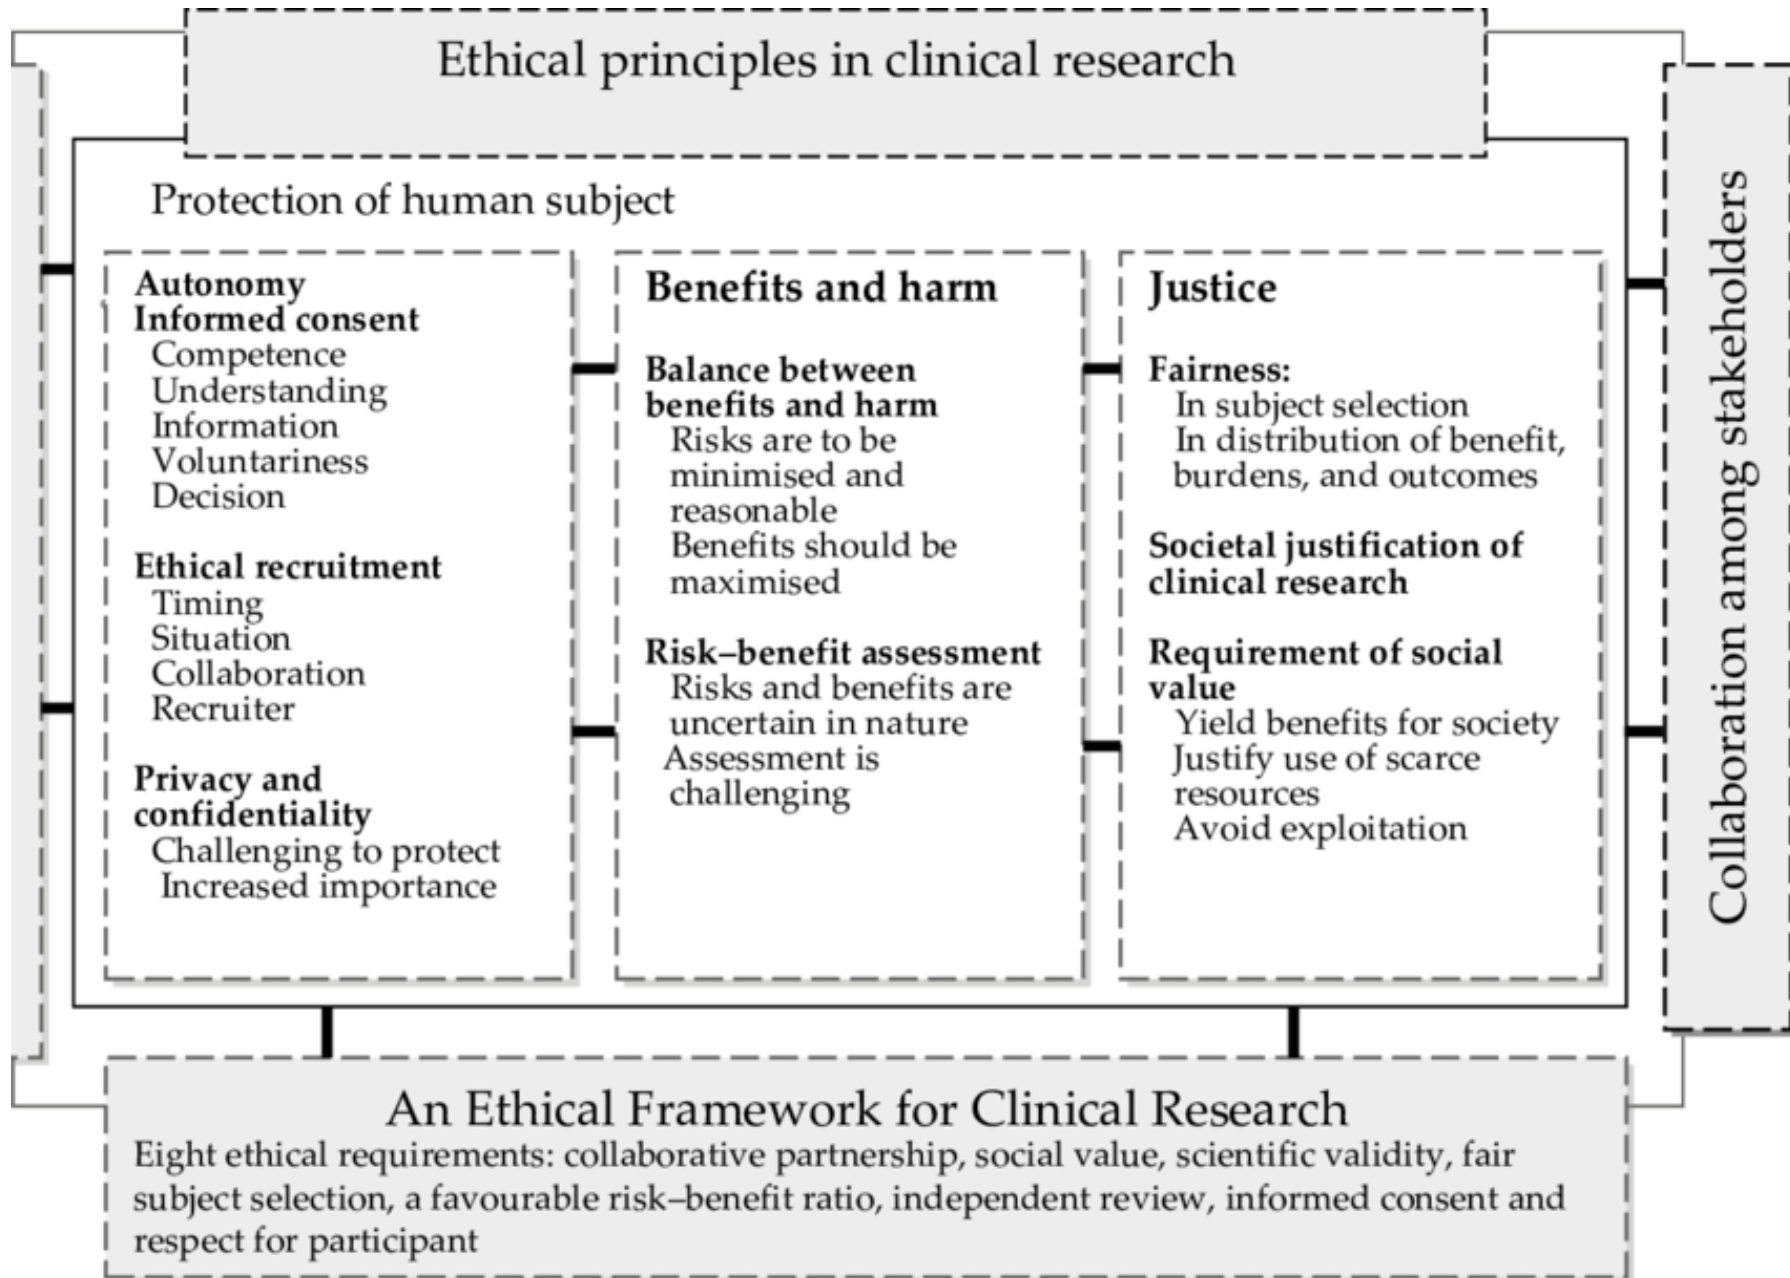 Ethical principles in clinical research
Protection of human subject
Autonomy
Informed consent
Competence
Understanding
Information
Voluntariness
Decision
Ethical recruitment
Timing
Situation
Collaboration
Recruiter
Privacy and
confidentiality
Challenging to protect
Increased importance
Benefits and harm
Balance between
benefits and harm
Risks are to be
minimised and
reasonable
Benefits should be
maximised
Risk–benefit assessment
Risks and benefits are
uncertain in nature
Assessment is
challenging
Justice
Fairness:
In subject selection
In distribution of benefit,
burdens, and outcomes
Societal justification of
clinical research
Requirement of social
value
Yield benefits for society
Justify use of scarce
resources
Avoid exploitation
Collaboration among stakeholders
An Ethical Framework for Clinical Research
Eight ethical requirements: collaborative partnership, social value, scientific validity, fair
subject selection, a favourable risk–benefit ratio, independent review, informed consent and
respect for participant